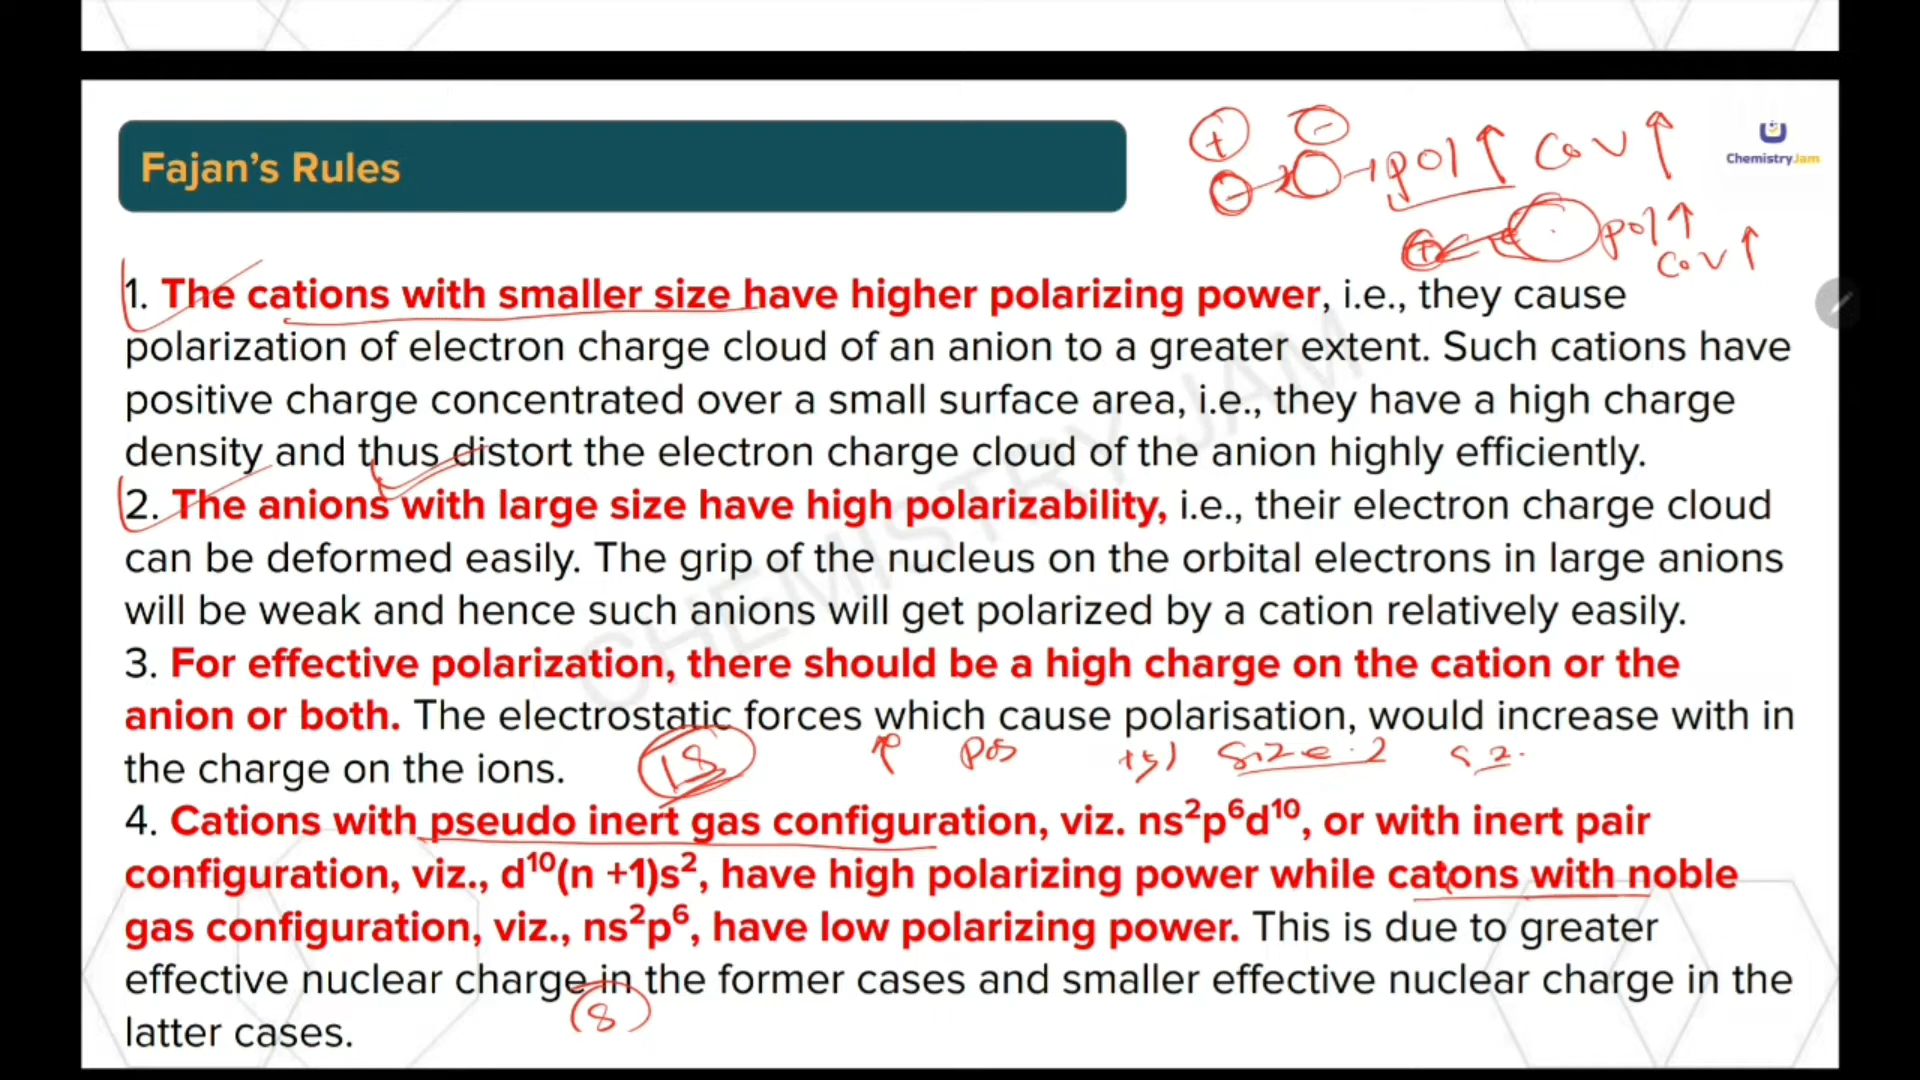 Fajan’s Rules
+ - pol ↑ cov ↑
ChemistryJam
+ pol ↑
cov ↑
1. The cations with smaller size have higher polarizing power, i.e., they cause
polarization of electron charge cloud of an anion to a greater extent. Such cations have
positive charge concentrated over a small surface area, i.e., they have a high charge
density and thus distort the electron charge cloud of the anion highly efficiently.
2. The anions with large size have high polarizability, i.e., their electron charge cloud
can be deformed easily. The grip of the nucleus on the orbital electrons in large anions
will be weak and hence such anions will get polarized by a cation relatively easily.
3. For effective polarization, there should be a high charge on the cation or the
anion or both. The electrostatic forces which cause polarisation, would increase with in
the charge on the ions. 18 size
4. Cations with pseudo inert gas configuration, viz. ns²p⁶d¹⁰, or with inert pair
configuration, viz., d¹⁰(n +1)s², have high polarizing power while catons with noble
gas configuration, viz., ns²p⁶, have low polarizing power. This is due to greater
effective nuclear charge in the former cases and smaller effective nuclear charge in the
8
latter cases.
CHEMISTRY JAM